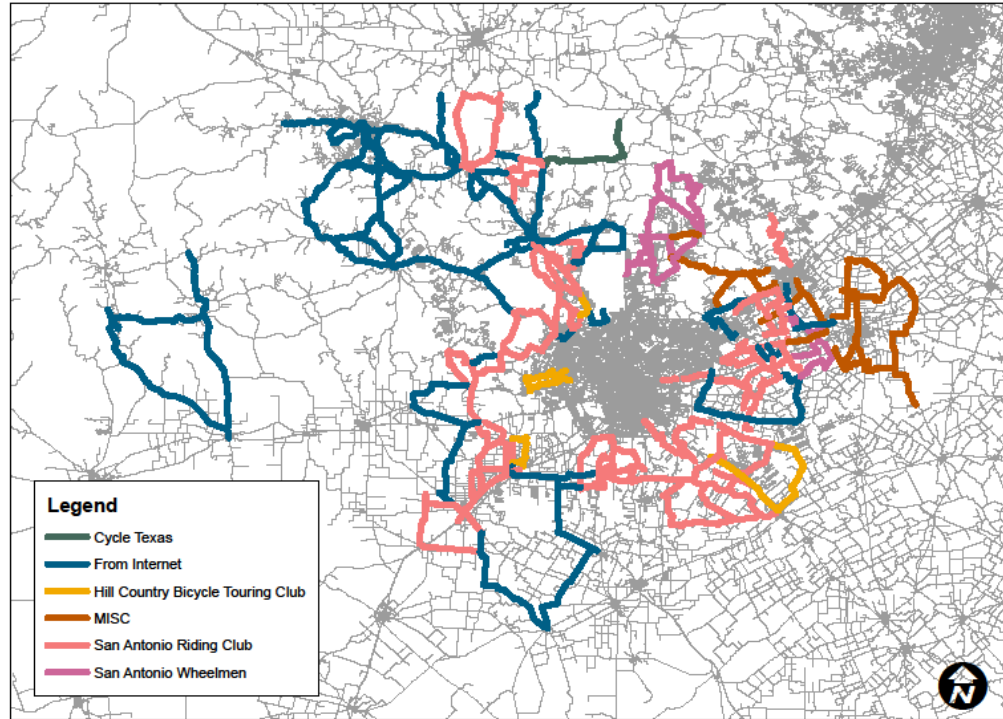 Legend
Cycle Texas
From Internet
Hill Country Bicycle Touring Club
MISC
San Antonio Riding Club
San Antonio Wheelmen
N